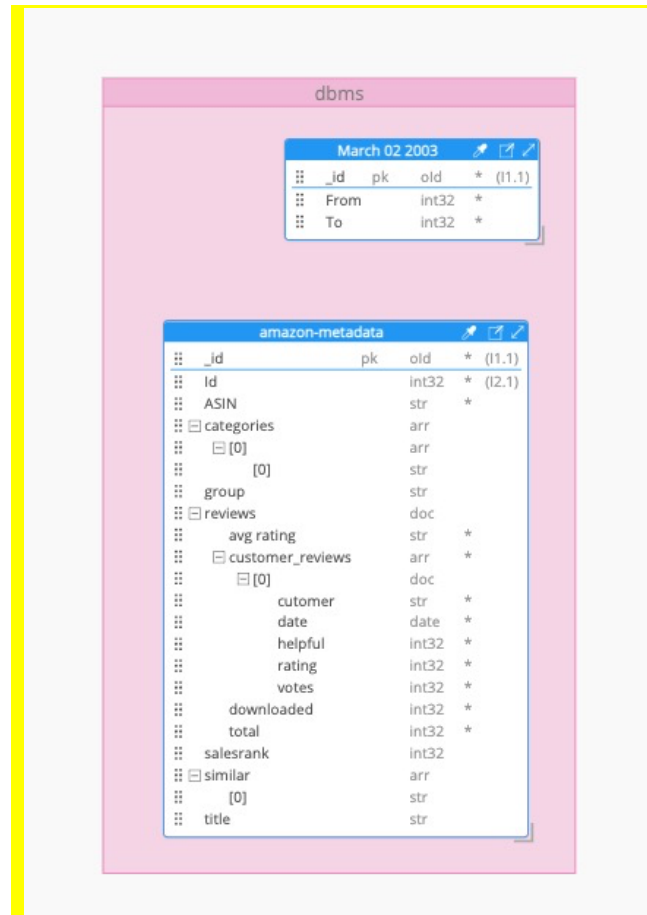 dbms
March 02 2003
_id pk oId * (I1.1)
From int32 *
To int32 *
amazon-metadata
_id pk oId * (I1.1)
Id int32 * (I2.1)
ASIN str *
categories arr
[0] arr
[0] str
group str
reviews doc
avg rating str *
customer_reviews arr *
[0] doc
cutomer str *
date date *
helpful int32 *
rating int32 *
votes int32 *
downloaded int32 *
total int32 *
salesrank int32
similar arr
[0] str
title str